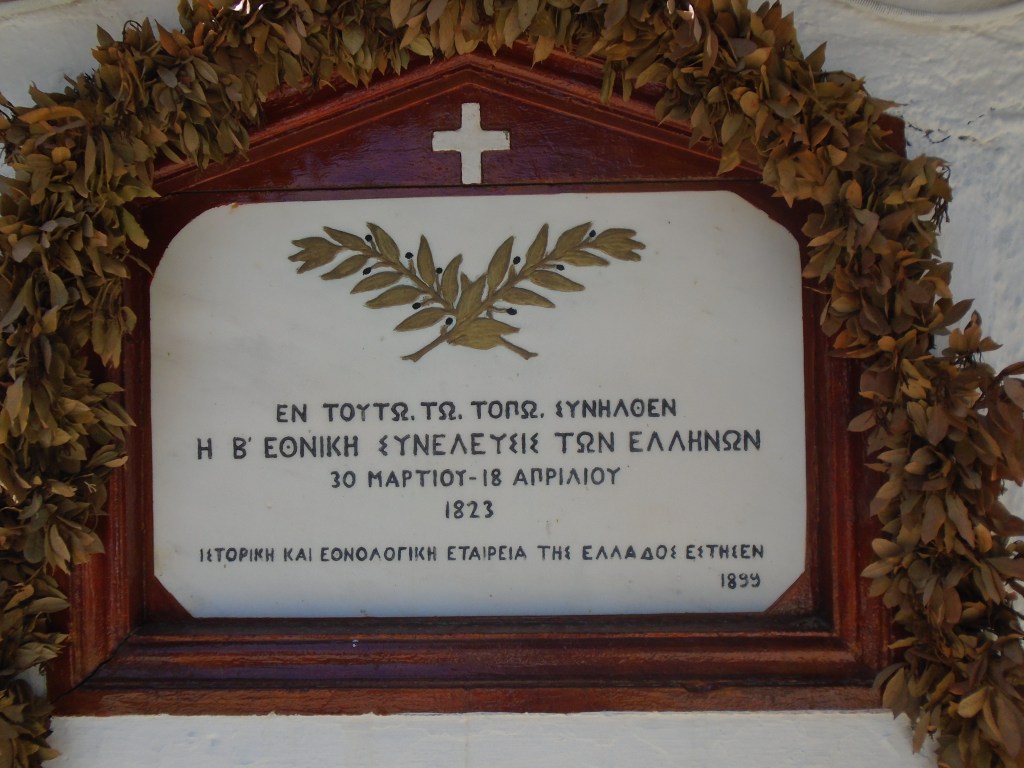 ΕΝ ΤΟΥΤΩ. ΤΩ. ΤΟΠΩ. ΣΥΝΗΛΘΕΝ
Η Β' ΕΘΝΙΚΗ ΣΥΝΕΛΕΥΣΙΣ ΤΩΝ ΕΛΛΗΝΩΝ
30 ΜΑΡΤΙΟΥ-18 ΑΠΡΙΛΙΟΥ
1823
ΙΣΤΟΡΙΚΗ ΚΑΙ ΕΘΝΟΛΟΓΙΚΗ ΕΤΑΙΡΕΙΑ ΤΗΣ ΕΛΛΑΔΟΣ ΕΣΤΗΣΕΝ
1899